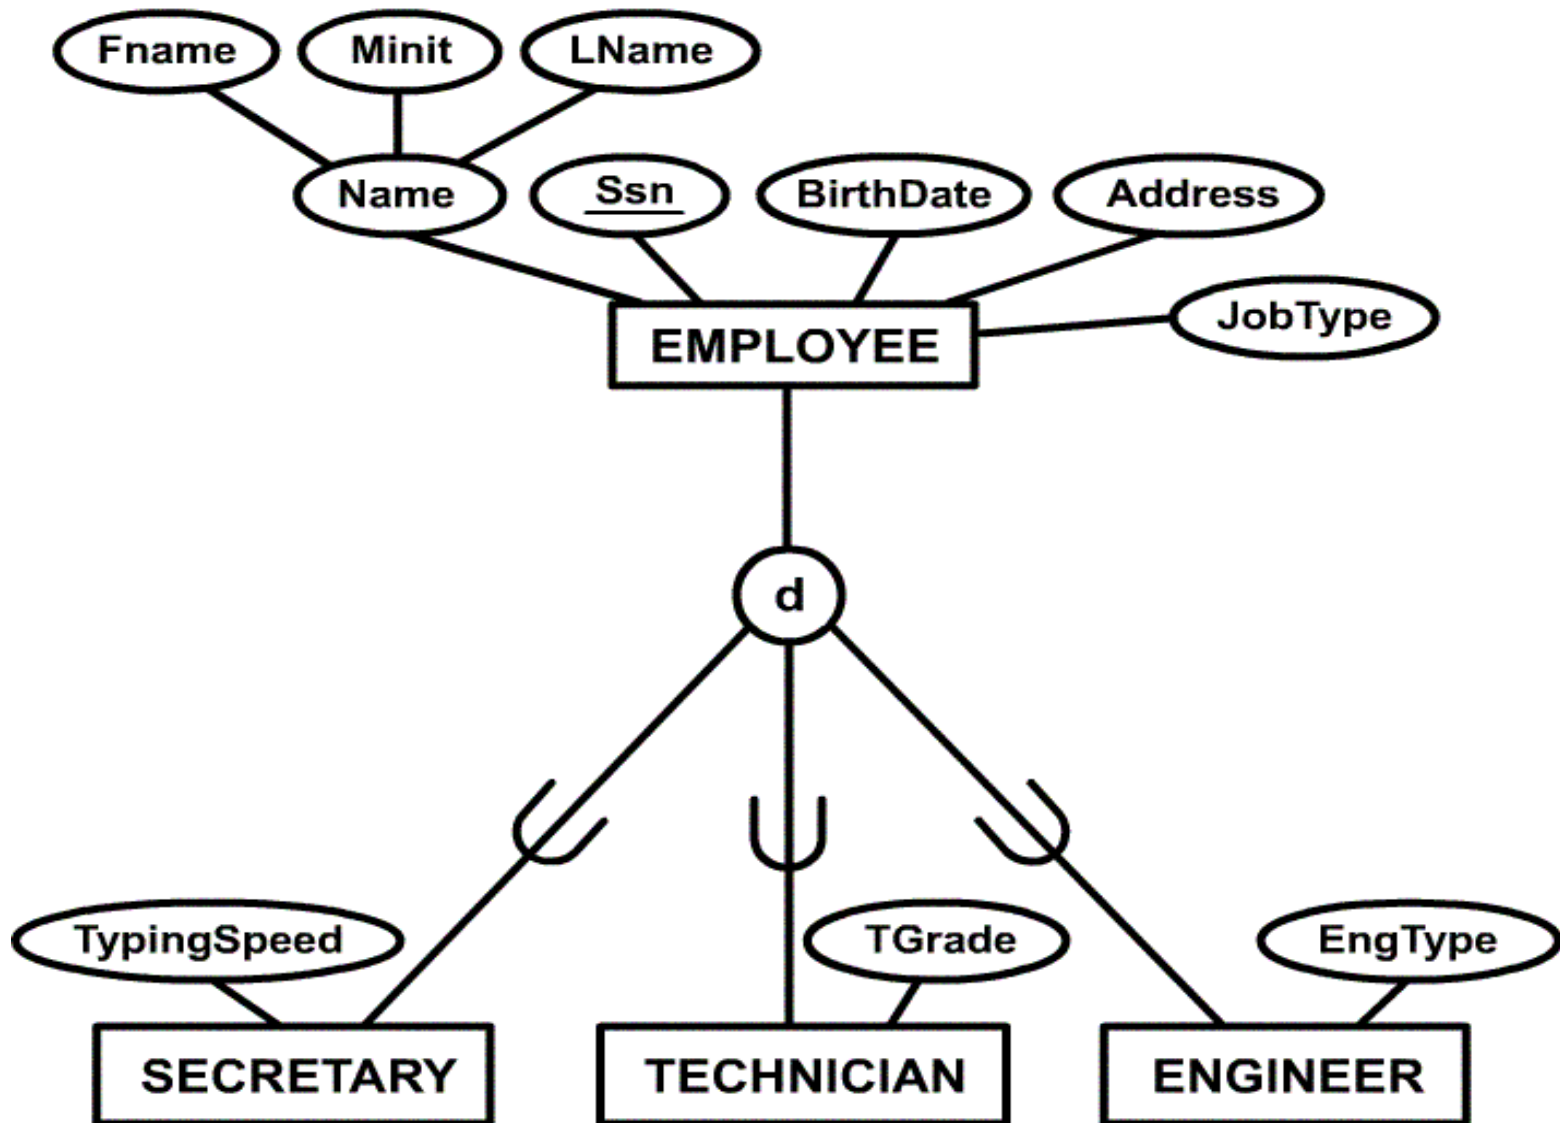 Fname Minit LName
Name Ssn BirthDate Address
JobType
EMPLOYEE
d
TypingSpeed TGrade EngType
SECRETARY TECHNICIAN ENGINEER